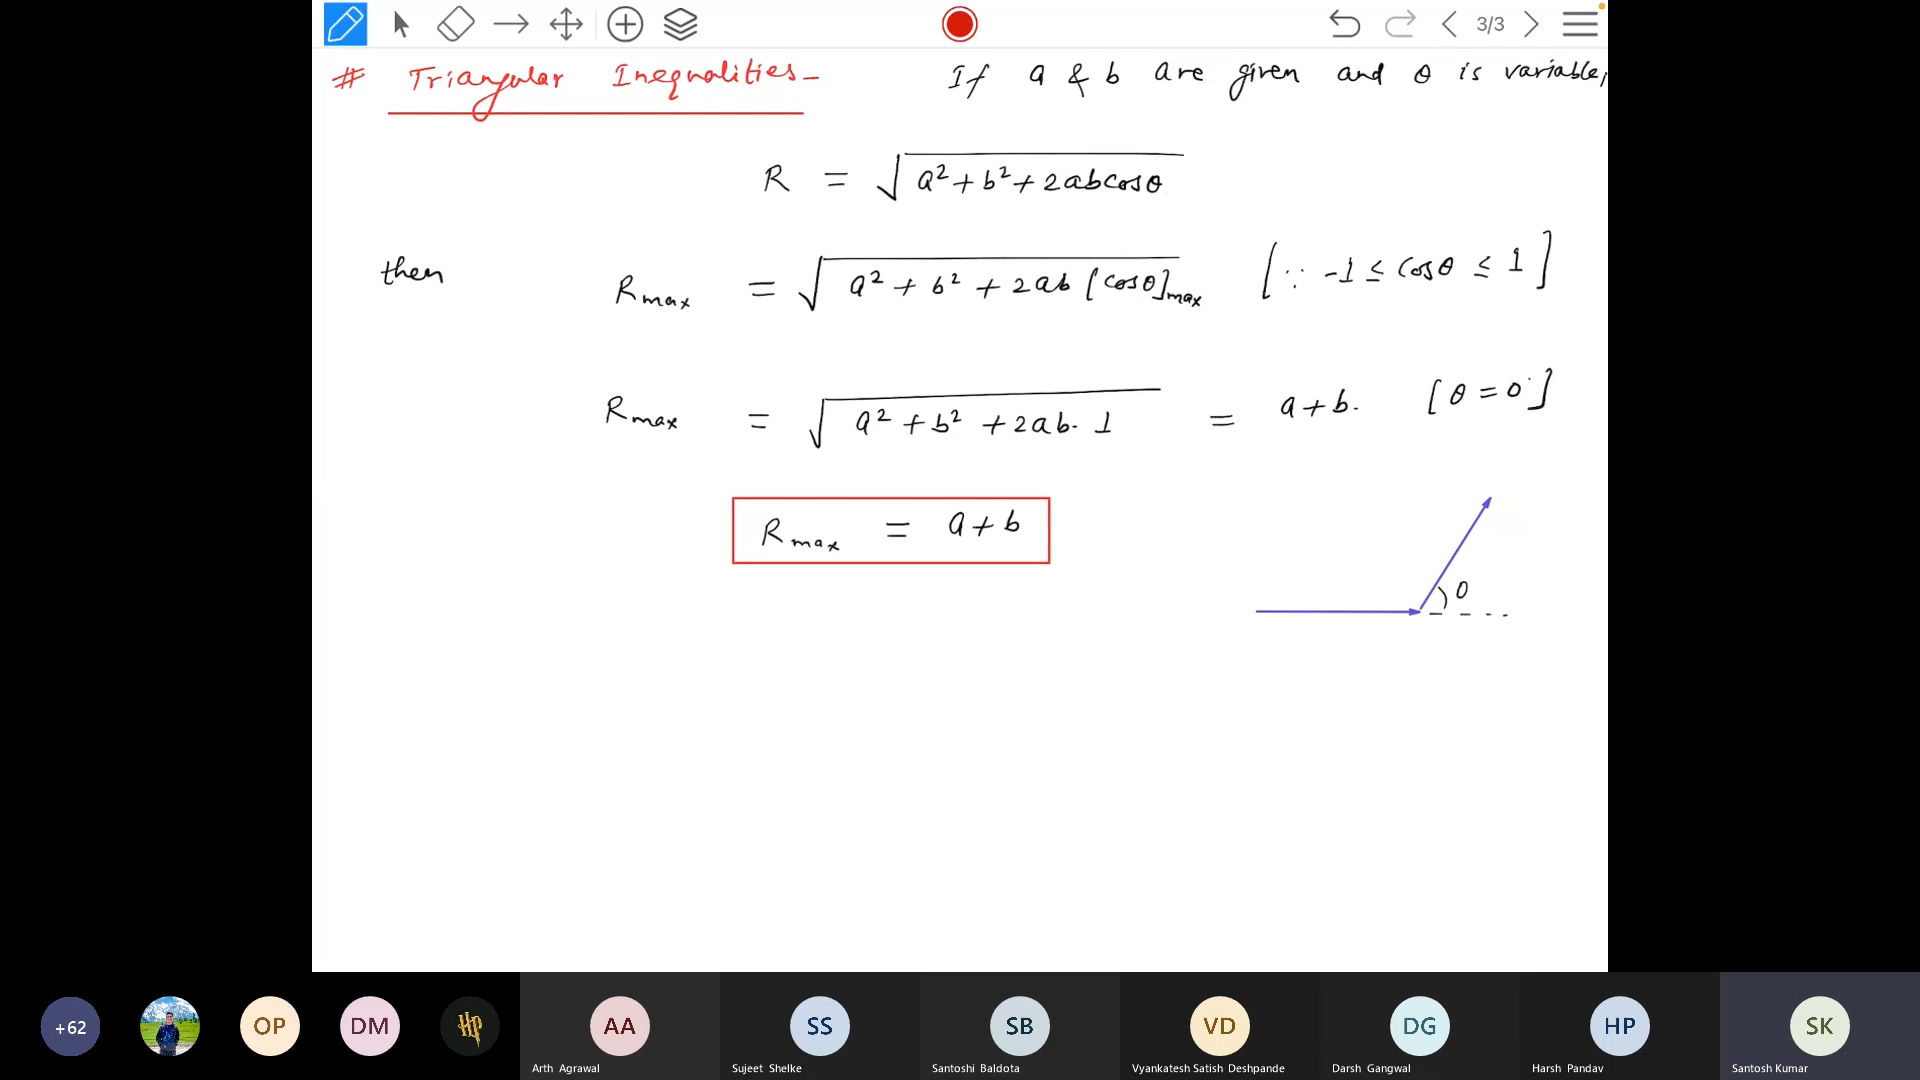 3/3
# Triangular Inequalities - If a & b are given and θ is variable,
R = √a²+b²+2abcosθ
then Rmax = √a²+b²+2ab[cosθ]max [∵ -1 ≤ cosθ ≤ 1]
Rmax = √a²+b²+2ab.1 = a+b. [θ=0°]
Rmax = a+b
θ
+62 OP DM HP AA SS SB VD DG HP SK
Arth Agrawal Sujeet Shelke Santoshi Baldota Vyankatesh Satish Deshpande Darsh Gangwal Harsh Pandav Santosh Kumar